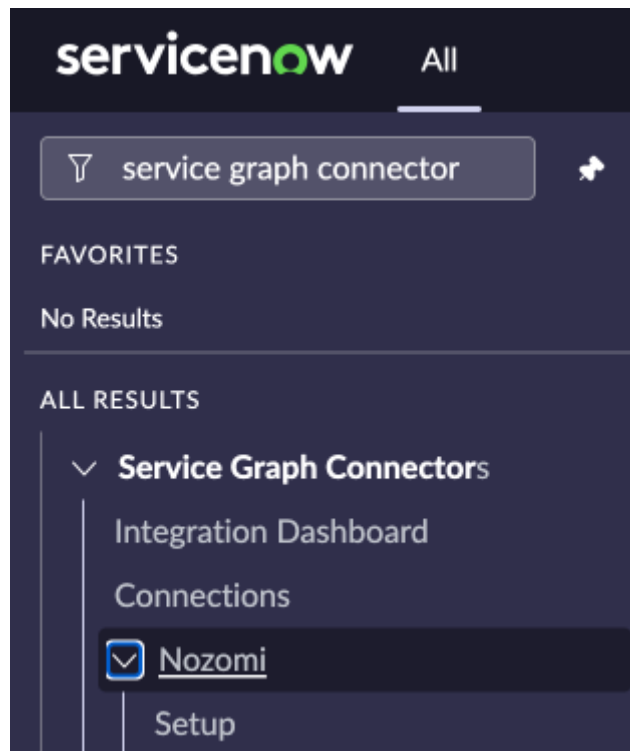 servicenow All
service graph connector
FAVORITES
No Results
ALL RESULTS
Service Graph Connectors
Integration Dashboard
Connections
Nozomi
Setup